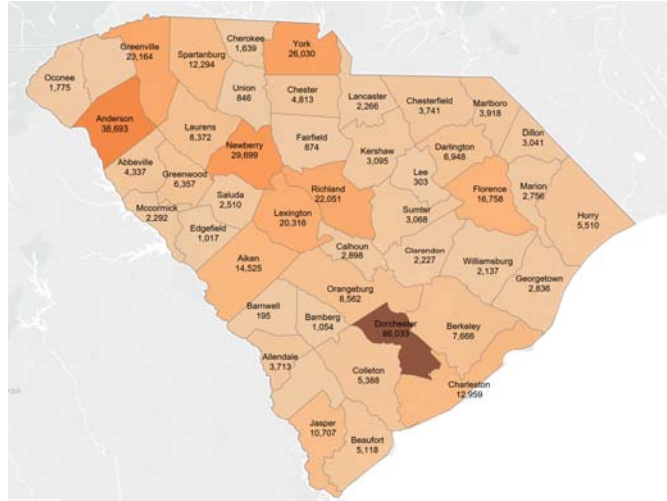 Cherokee
1,639
York
26,030
Greenville
23,164
Spartanburg
12,294
Oconee
1,775
Union
846
Chester
4,813
Lancaster
2,266
Chesterfield
3,741
Marlboro
3,918
Anderson
38,693
Laurens
8,372
Newberry
29,699
Fairfield
874
Kershaw
3,095
Darlington
6,948
Dillon
3,041
Abbeville
4,337
Greenwood
6,357
Saluda
2,510
Richland
22,051
Lee
303
Florence
16,758
Marion
2,756
Mccormick
2,292
Edgefield
1,017
Lexington
20,316
Sumter
3,068
Horry
5,510
Aiken
14,525
Calhoun
2,898
Clarendon
2,227
Williamsburg
2,137
Georgetown
2,836
Orangeburg
8,562
Barnwell
195
Bamberg
1,054
Dorchester
86,033
Berkeley
7,666
Allendale
3,713
Colleton
5,388
Charleston
12,959
Jasper
10,707
Beaufort
5,118